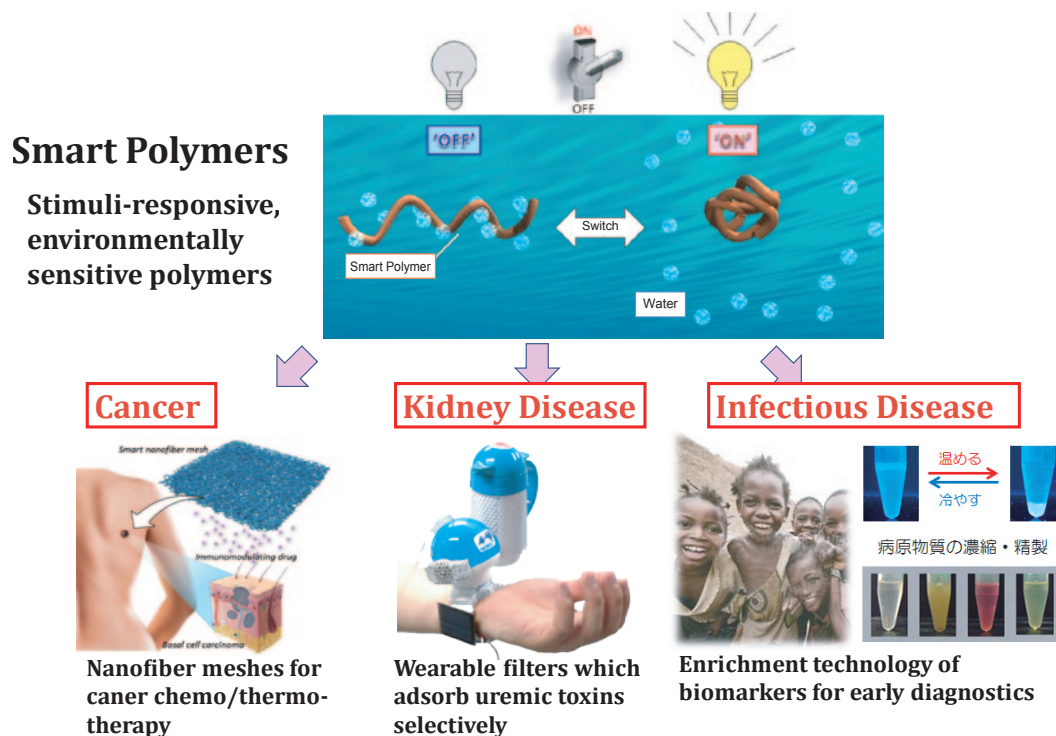 ON
OFF
'OFF'
'ON'
Smart Polymers
Stimuli-responsive,
environmentally
sensitive polymers
Switch
Smart Polymer
Water
Cancer
Kidney Disease
Infectious Disease
Smart nanofiber mesh
Immunomodulating drug
Basal cell carcinoma
温める
冷やす
病原物質の濃縮・精製
Nanofiber meshes for
caner chemo/thermo-
therapy
Wearable filters which
adsorb uremic toxins
selectively
Enrichment technology of
biomarkers for early diagnostics